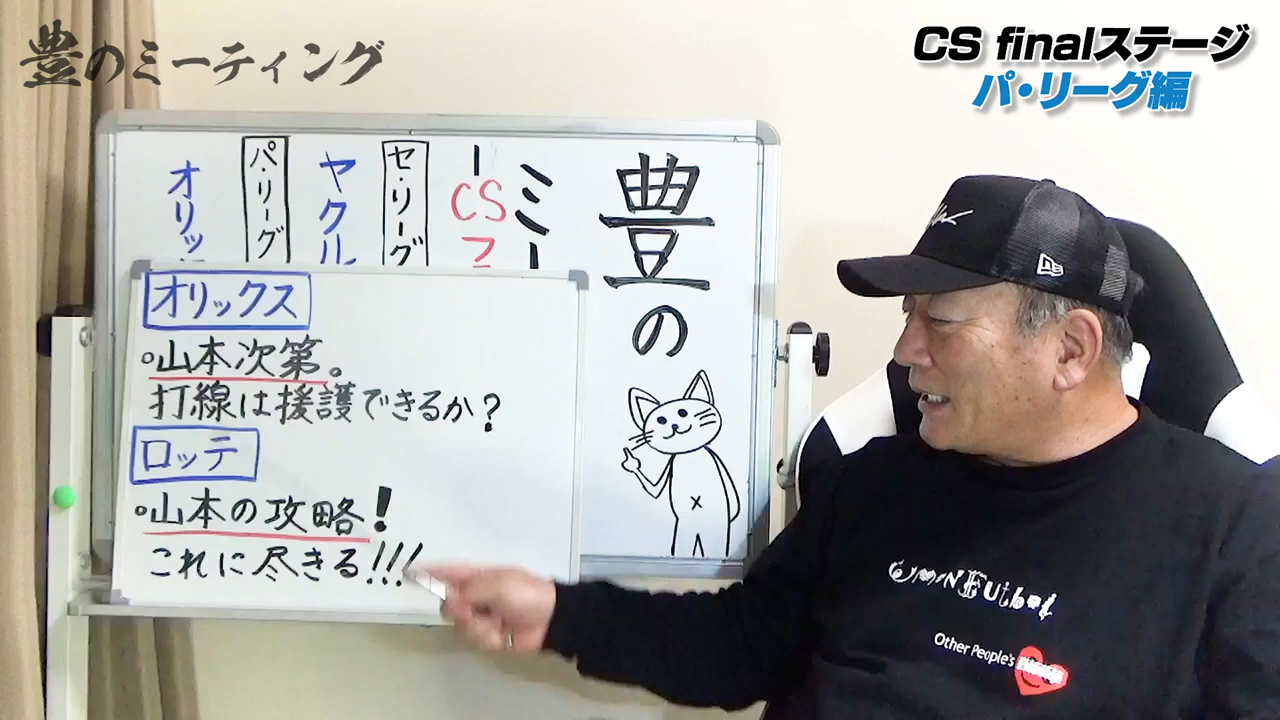 豊のミーティング
CS finalステージ
パ・リーグ編
豊の
ミー
ー
CS
セ・リーグ
ヤクル
パ・リーグ
オリッ
オリックス
・山本次第。
打線は援護できるか?
ロッテ
・山本の攻略!
これに尽きる!!!
Other People's